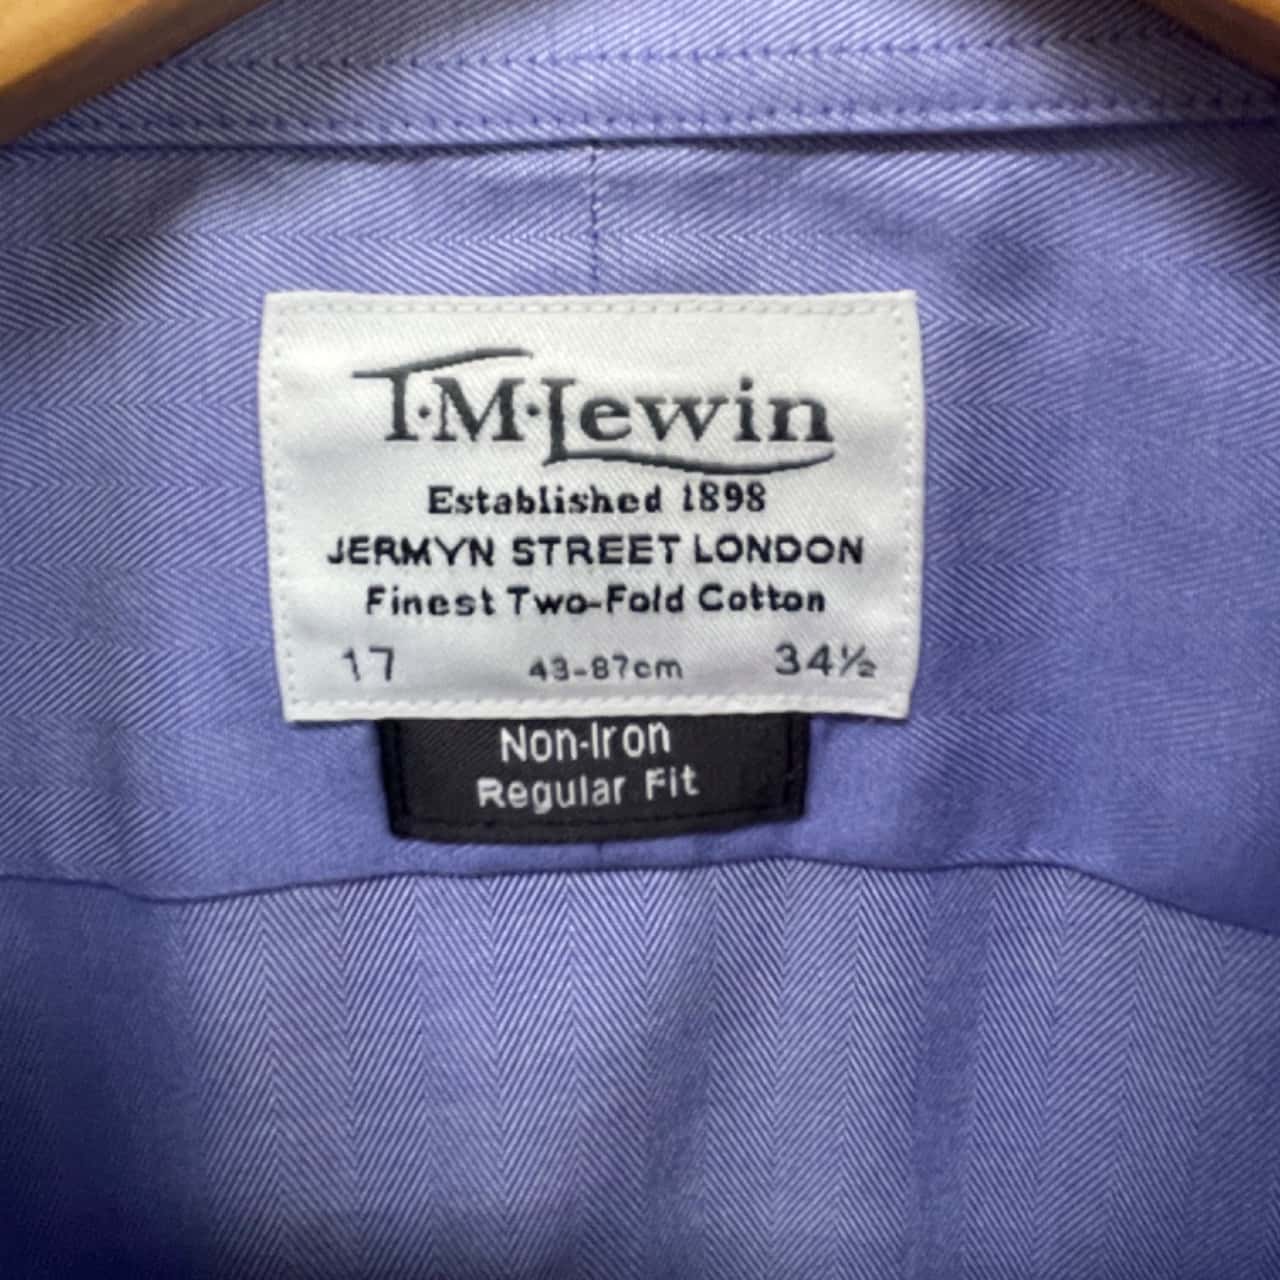 T·M·Lewin
Established 1898
JERMYN STREET LONDON
Finest Two-Fold Cotton
17 43-87cm 34½
Non-Iron
Regular Fit